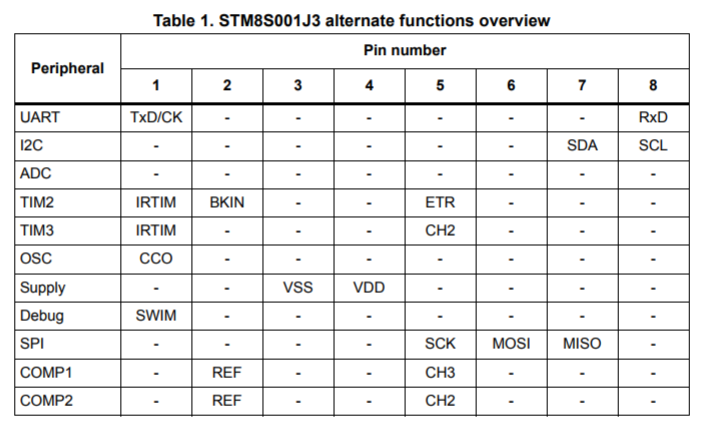 Table 1. STM8S001J3 alternate functions overview
Peripheral Pin number
1 2 3 4 5 6 7 8
UART TxD/CK - - - - - - RxD
I2C - - - - - - SDA SCL
ADC - - - - - - - -
TIM2 IRTIM BKIN - - ETR - - -
TIM3 IRTIM - - - CH2 - - -
OSC CCO - - - - - - -
Supply - - VSS VDD - - - -
Debug SWIM - - - - - - -
SPI - - - - SCK MOSI MISO -
COMP1 - REF - - CH3 - - -
COMP2 - REF - - CH2 - - -